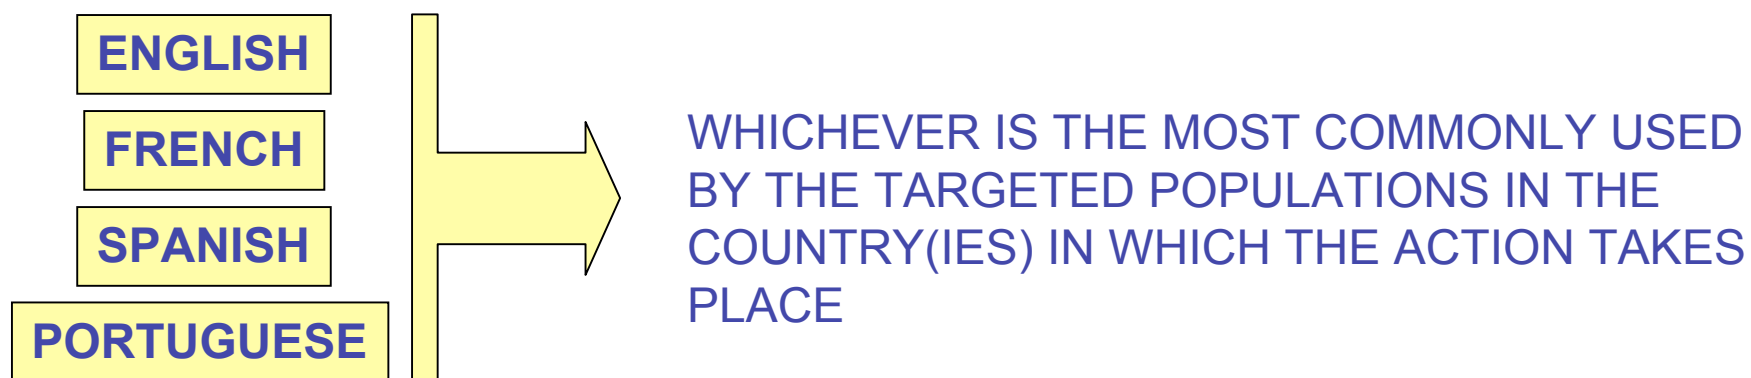 ENGLISH
FRENCH
SPANISH
PORTUGUESE
WHICHEVER IS THE MOST COMMONLY USED
BY THE TARGETED POPULATIONS IN THE
COUNTRY(IES) IN WHICH THE ACTION TAKES
PLACE